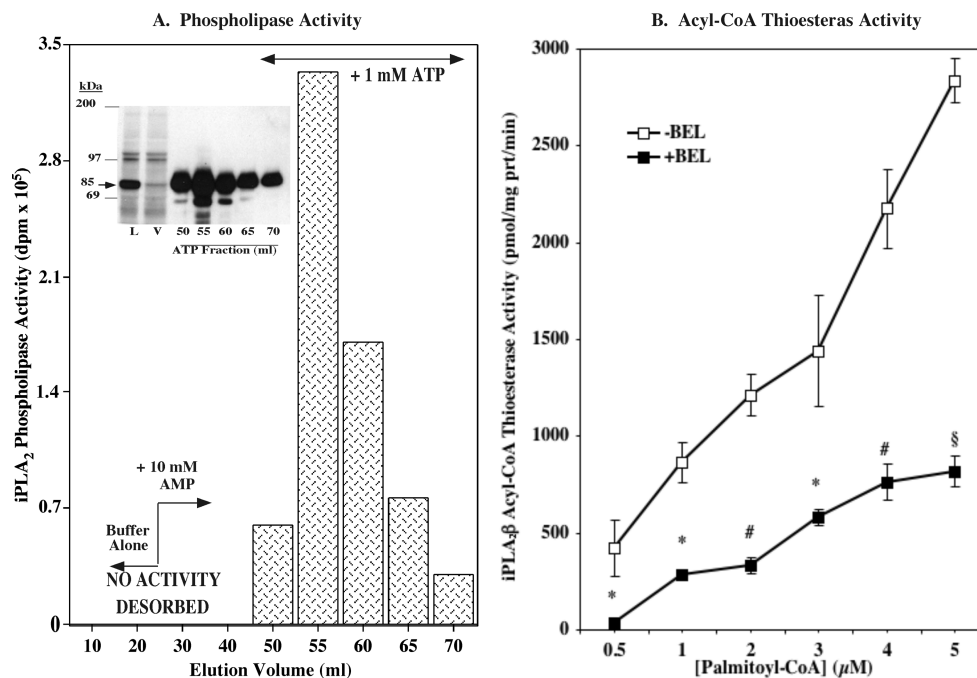 A. Phospholipase Activity
3.5
2.8
2.1
1.4
0.7
0
iPLA₂ Phospholipase Activity (dpm x 10⁵)
+ 1 mM ATP
kDa
200
97
85
69
L V 50 55 60 65 70
ATP Fraction (ml)
+ 10 mM
AMP
Buffer
Alone
NO ACTIVITY
DESORBED
10 20 30 40 50 55 60 65 70
Elution Volume (ml)
B. Acyl-CoA Thioesteras Activity
3000
2500
2000
1500
1000
500
0
iPLA₂β Acyl-CoA Thioesterase Activity (pmol/mg prt/min)
-BEL
+BEL
* * # * # §
0.5 1 2 3 4 5
[Palmitoyl-CoA] (µM)